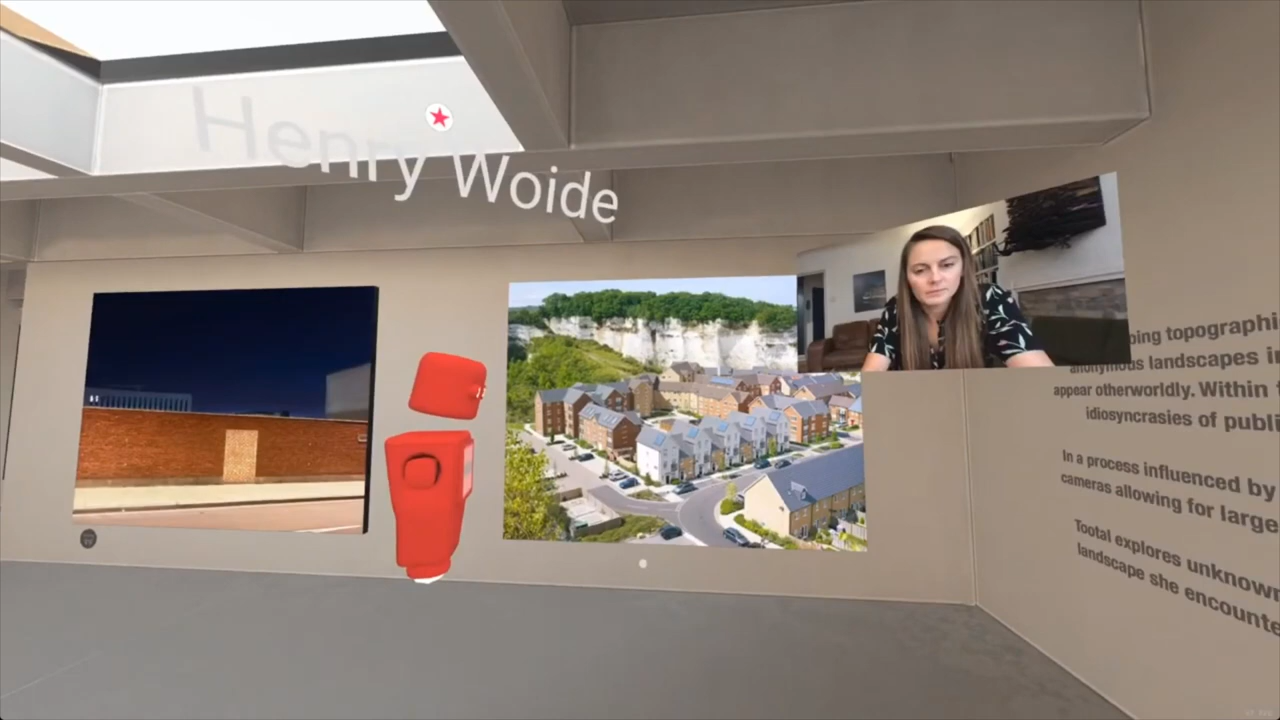 Henry Woide
ping topographi
anonymous landscapes i
appear otherworldly. Within
idiosyncrasies of publi
In a process influenced by
cameras allowing for large
Tootal explores unknown
landscape she encounte